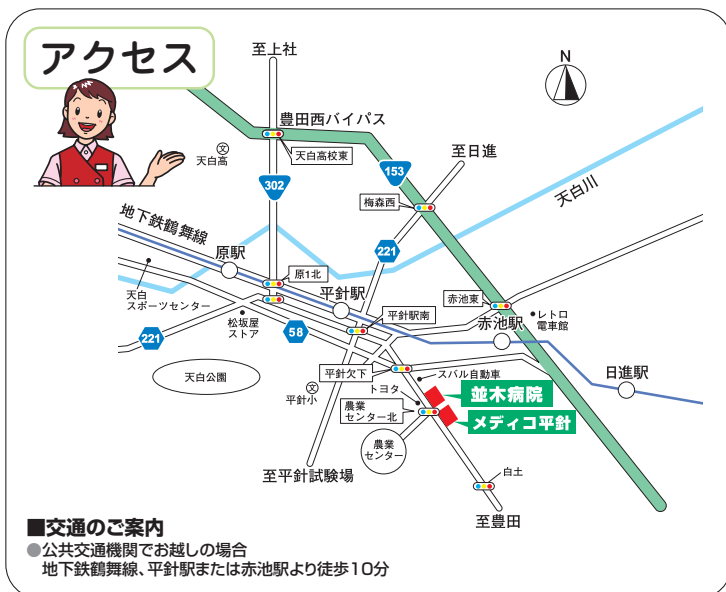 アクセス
至上社
N
豊田西バイパス
文
天白高
天白高校東
至日進
153
302
梅森西
天白川
地下鉄鶴舞線
221
原駅
原1北
平針駅
赤池東
レトロ
電車館
天白
スポーツセンター
松坂屋
ストア
平針駅南
赤池駅
221
58
日進駅
平針欠下
スバル自動車
天白公園
文
平針小
トヨタ
並木病院
農業
センター北
メディコ平針
農業
センター
至平針試験場
白土
至豊田
■交通のご案内
●公共交通機関でお越しの場合
地下鉄鶴舞線、平針駅または赤池駅より徒歩10分